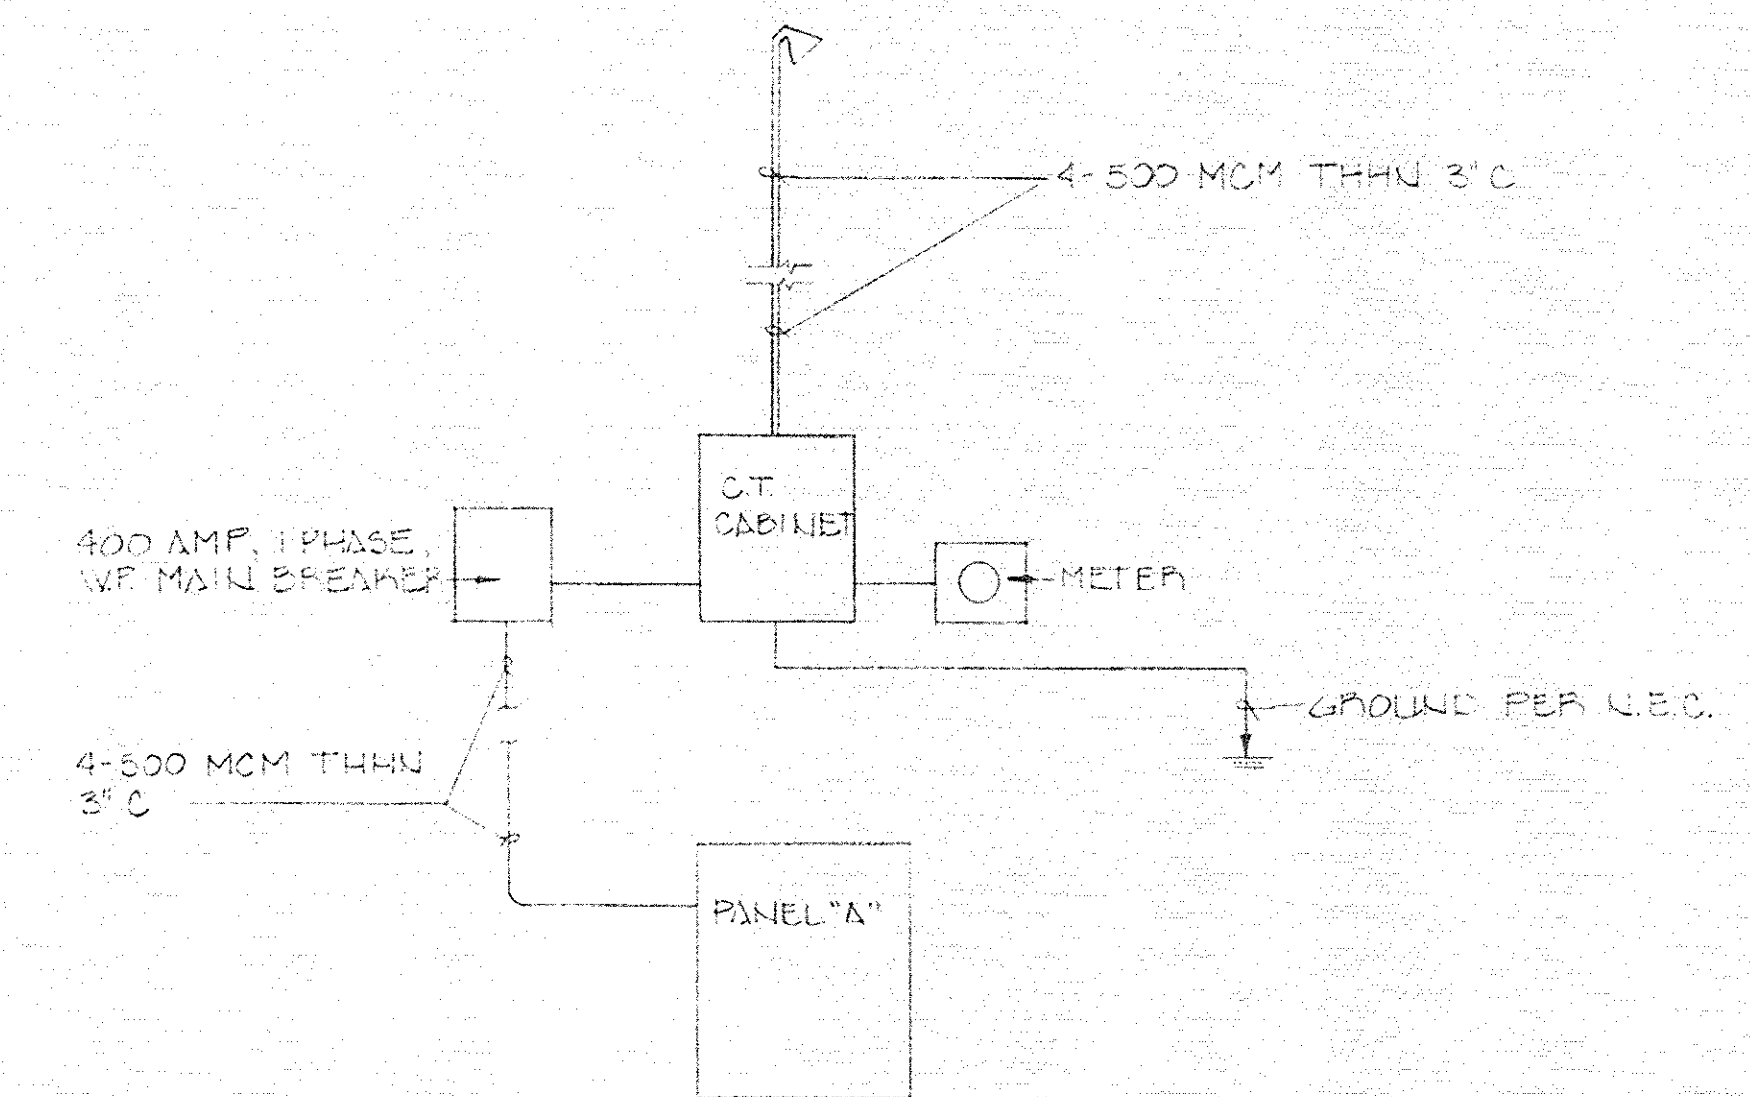 4-500 MCM THHN 3" C
C.T.
CABINET
400 AMP, 1 PHASE,
W.P. MAIN BREAKER
METER
GROUND PER N.E.C.
4-500 MCM THHN
3" C
PANEL "A"